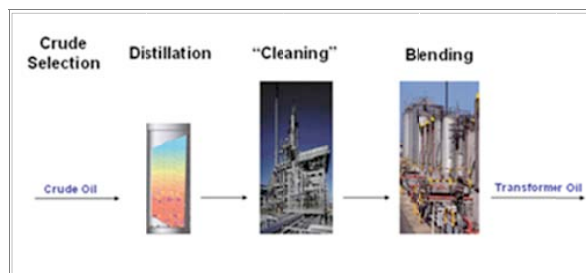 Crude
Selection
Distillation
“Cleaning”
Blending
Crude Oil
Transformer Oil